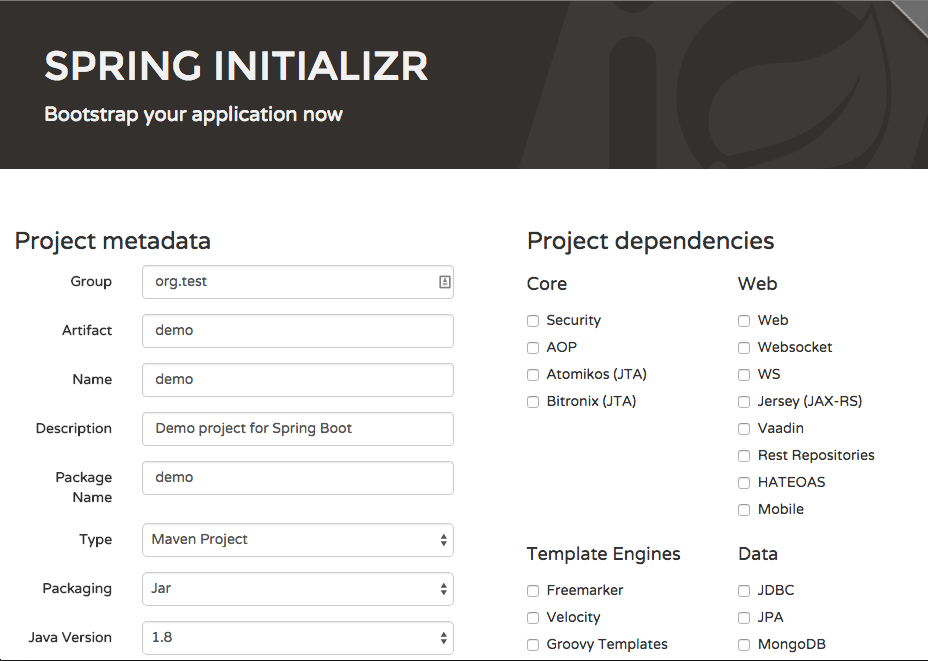 SPRING INITIALIZR
Bootstrap your application now
Project metadata
Group
org.test
Artifact
demo
Name
demo
Description
Demo project for Spring Boot
Package
Name
demo
Type
Maven Project
Packaging
Jar
Java Version
1.8
Project dependencies
Core
Security
AOP
Atomikos (JTA)
Bitronix (JTA)
Web
Web
Websocket
WS
Jersey (JAX-RS)
Vaadin
Rest Repositories
HATEOAS
Mobile
Template Engines
Freemarker
Velocity
Groovy Templates
Data
JDBC
JPA
MongoDB